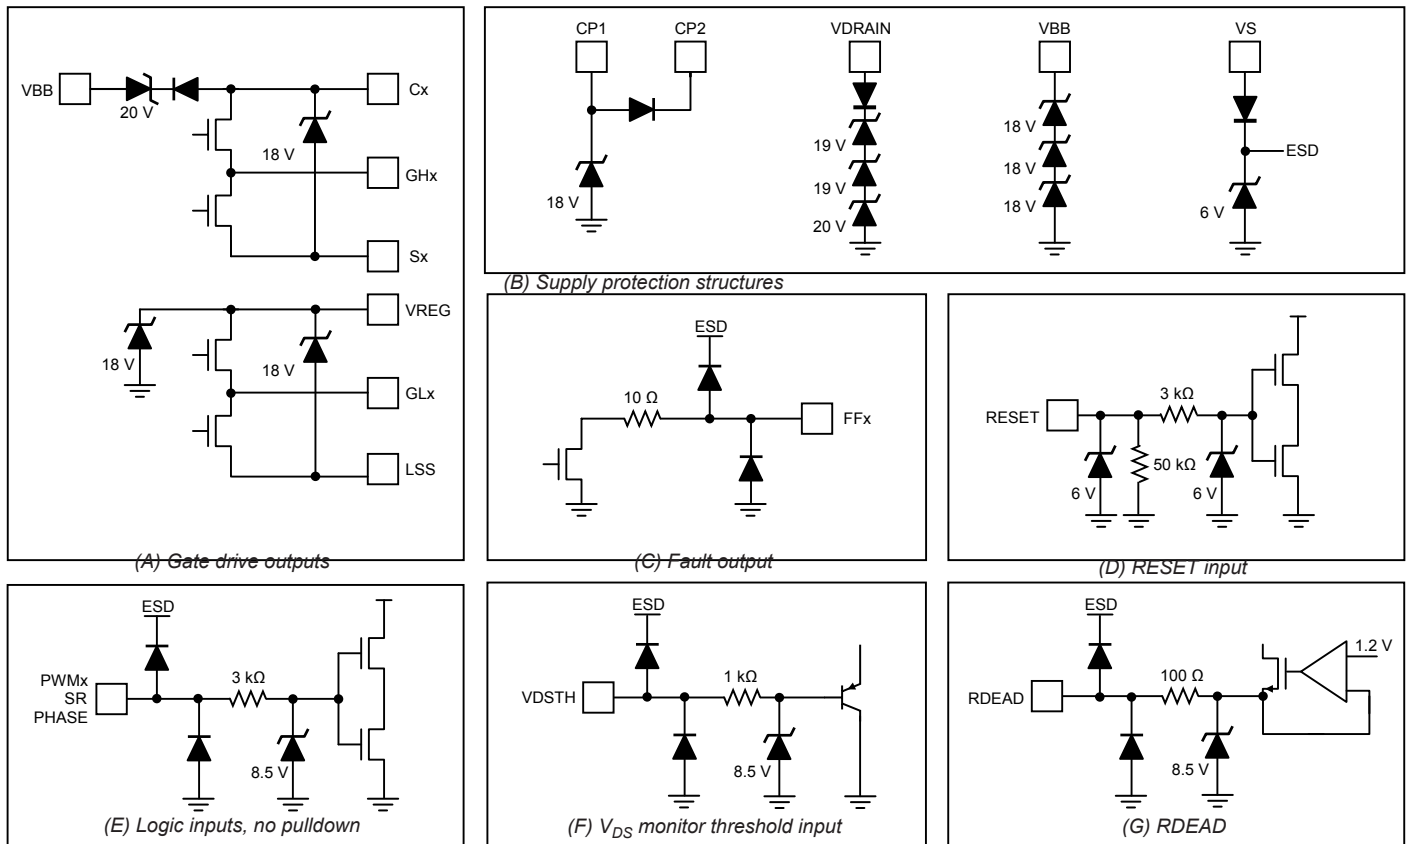 VBB
20 V
18 V
Cx
GHx
Sx
18 V
18 V
VREG
GLx
LSS
(A) Gate drive outputs
CP1
CP2
VDRAIN
VBB
VS
18 V
19 V
19 V
20 V
18 V
18 V
18 V
ESD
6 V
(B) Supply protection structures
ESD
10 Ω
FFx
(C) Fault output
RESET
3 kΩ
50 kΩ
6 V
6 V
(D) RESET input
ESD
PWMx
SR
PHASE
3 kΩ
8.5 V
(E) Logic inputs, no pulldown
ESD
VDSTH
1 kΩ
8.5 V
(F) VDS monitor threshold input
ESD
RDEAD
100 Ω
1.2 V
8.5 V
(G) RDEAD